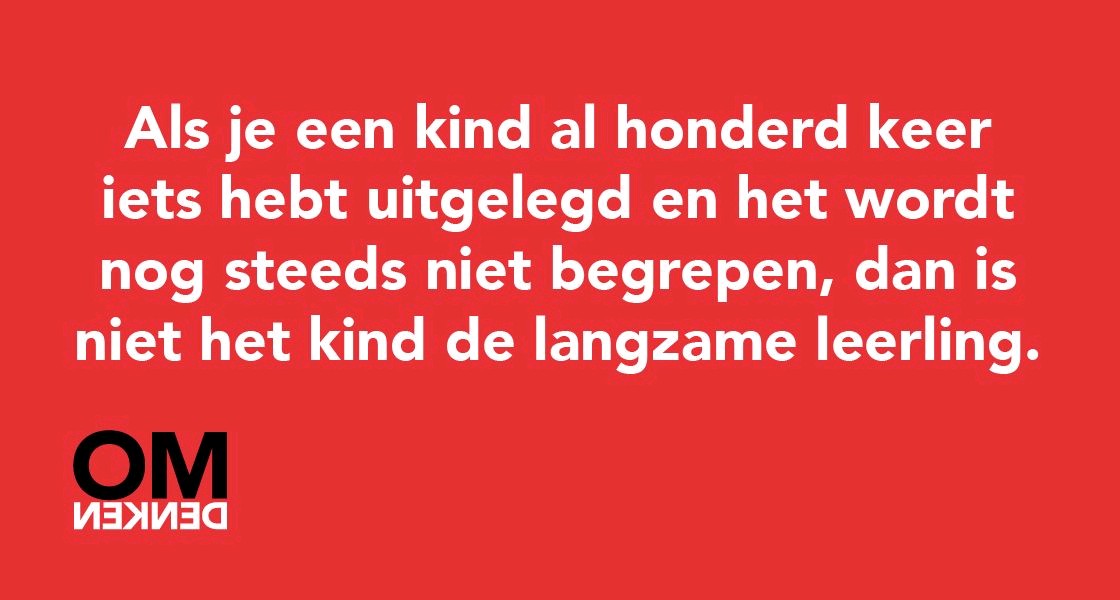 Als je een kind al honderd keer
iets hebt uitgelegd en het wordt
nog steeds niet begrepen, dan is
niet het kind de langzame leerling.
OM
DENKEN